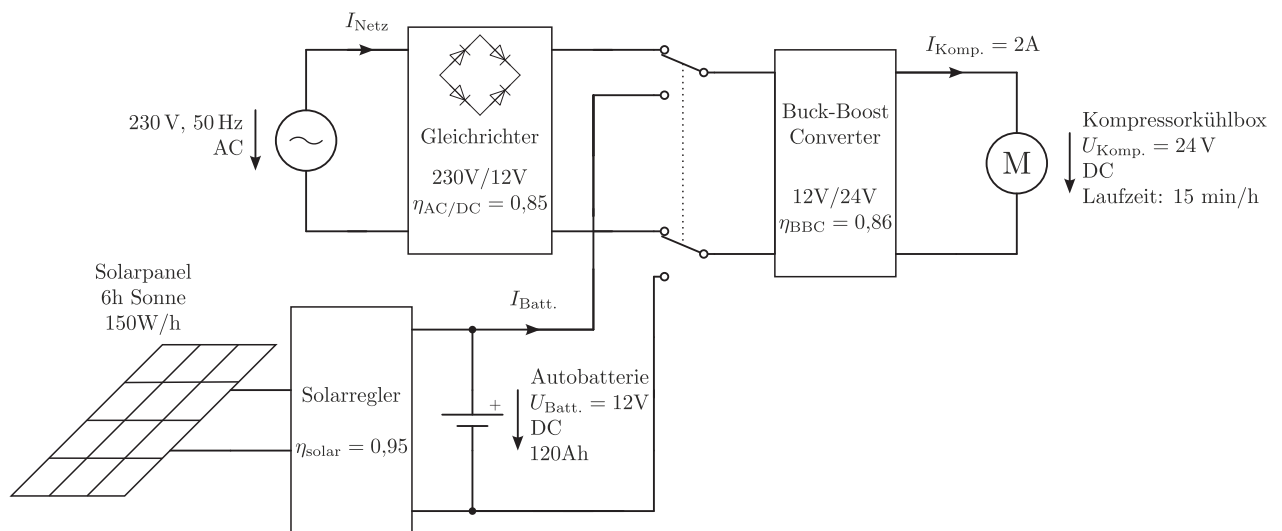 I_Netz
230 V, 50 Hz
AC
Gleichrichter
230V/12V
η_AC/DC = 0,85
Buck-Boost
Converter
12V/24V
η_BBC = 0,86
I_Komp. = 2A
M
Kompressorkühlbox
U_Komp. = 24 V
DC
Laufzeit: 15 min/h
Solarpanel
6h Sonne
150W/h
Solarregler
η_solar = 0,95
I_Batt.
+
Autobatterie
U_Batt. = 12V
DC
120Ah